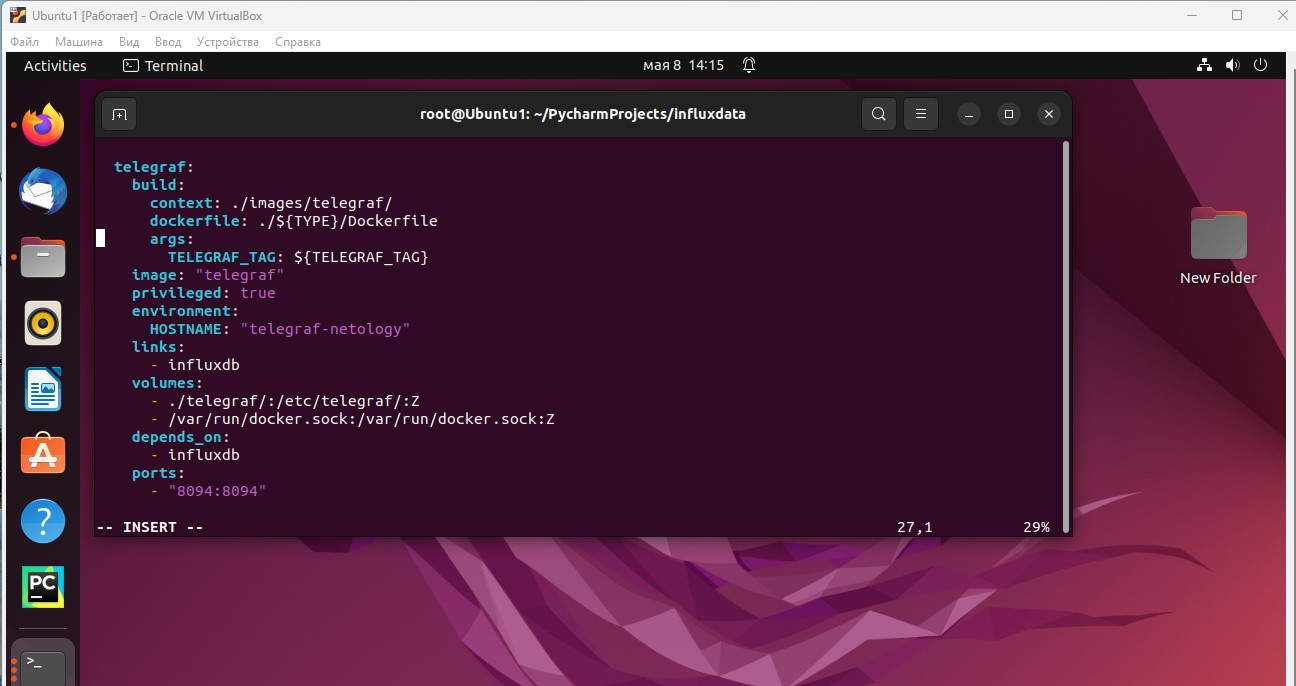 Ubuntu1 [Работает] - Oracle VM VirtualBox
Файл Машина Вид Ввод Устройства Справка
Activities Terminal мая 8 14:15
root@Ubuntu1: ~/PycharmProjects/influxdata
telegraf:
build:
context: ./images/telegraf/
dockerfile: ./${TYPE}/Dockerfile
args:
TELEGRAF_TAG: ${TELEGRAF_TAG}
image: "telegraf"
privileged: true
environment:
HOSTNAME: "telegraf-netology"
links:
- influxdb
volumes:
- ./telegraf/:/etc/telegraf/:Z
- /var/run/docker.sock:/var/run/docker.sock:Z
depends_on:
- influxdb
ports:
- "8094:8094"
-- INSERT -- 27,1 29%
New Folder
PC
>_